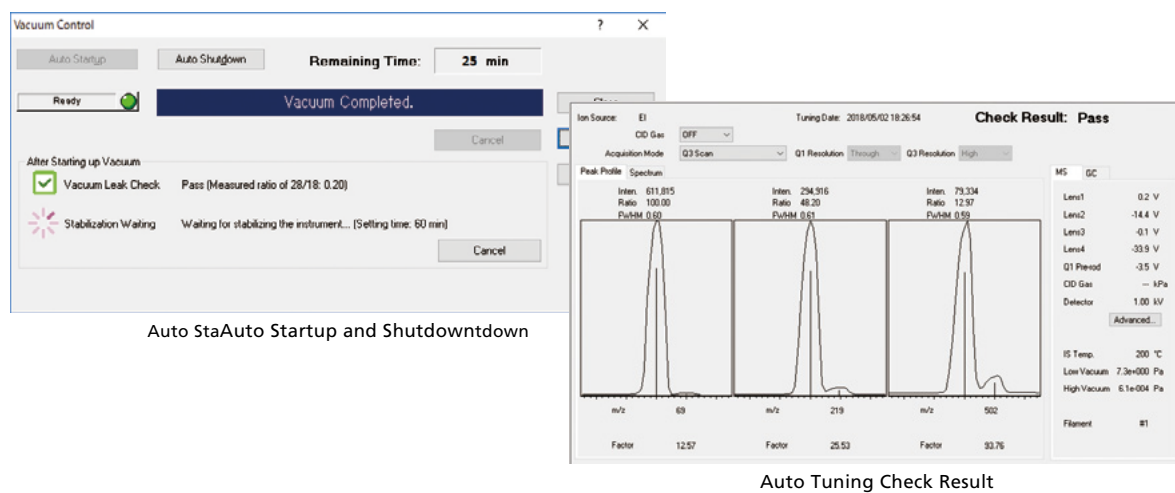 Vacuum Control ? X
Auto Startup Auto Shutdown Remaining Time: 25 min
Ready Vacuum Completed.
Cancel
After Starting up Vacuum
Vacuum Leak Check Pass (Measured ratio of 28/18: 0.20)
Stabilization Waiting Waiting for stabilizing the instrument... (Setting time: 60 min)
Cancel
Auto StaAuto Startup and Shutdowntdown
Ion Source: EI Tuning Date: 2018/05/02 18:26:54 Check Result: Pass
CID Gas OFF
Acquisition Mode Q3 Scan Q1 Resolution Through Q3 Resolution High
Peak Profile Spectrum
Inten. 611,815 Inten. 294,916 Inten. 79,334
Ratio 100.00 Ratio 48.20 Ratio 12.97
FWHM 0.60 FWHM 0.61 FWHM 0.59
m/z 69 m/z 219 m/z 502
Factor 12.57 Factor 25.53 Factor 93.76
MS GC
Lens1 0.2 V
Lens2 -14.4 V
Lens3 -0.1 V
Lens4 -33.9 V
Q1 Pre-rod -3.5 V
CID Gas -- kPa
Detector 1.00 kV
Advanced...
IS Temp. 200 °C
Low Vacuum 7.3e+000 Pa
High Vacuum 6.1e-004 Pa
Filament #1
Auto Tuning Check Result